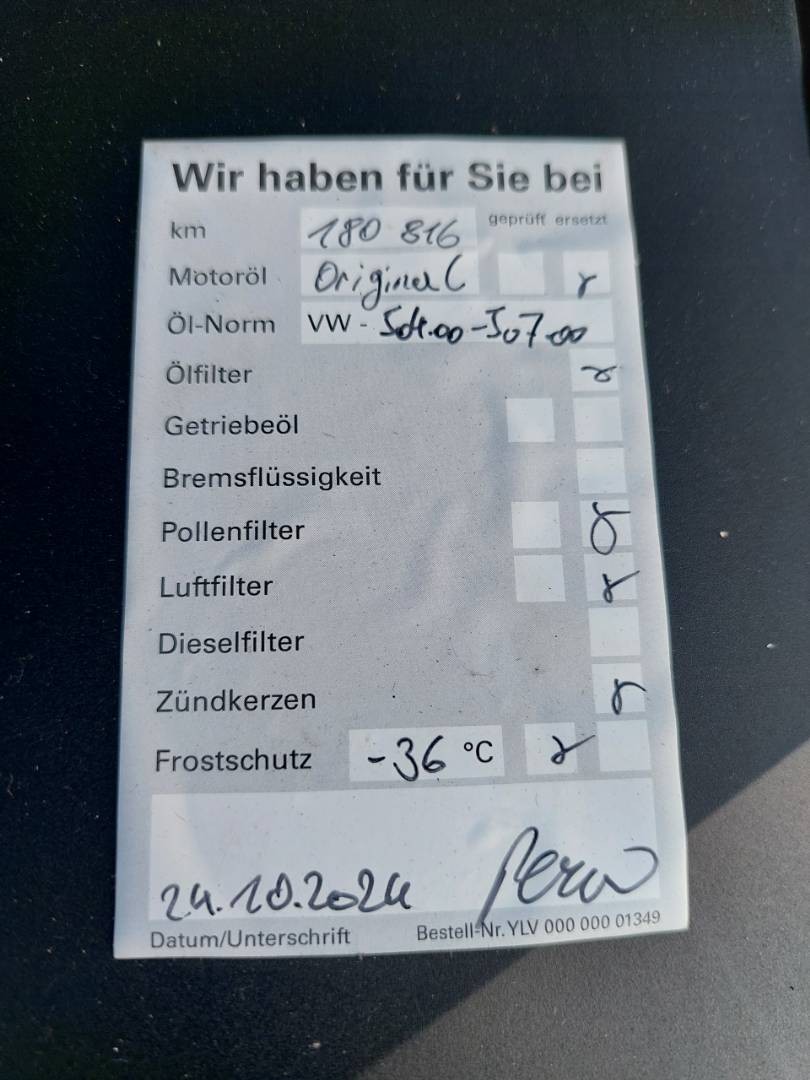 Wir haben für Sie bei
km 180 816 geprüft ersetzt
Motoröl Original
Öl-Norm VW - 504.00-507.00
Ölfilter
Getriebeöl
Bremsflüssigkeit
Pollenfilter
Luftfilter
Dieselfilter
Zündkerzen
Frostschutz -36 °C
24.10.2024
Datum/Unterschrift Bestell-Nr. YLV 000 000 01349